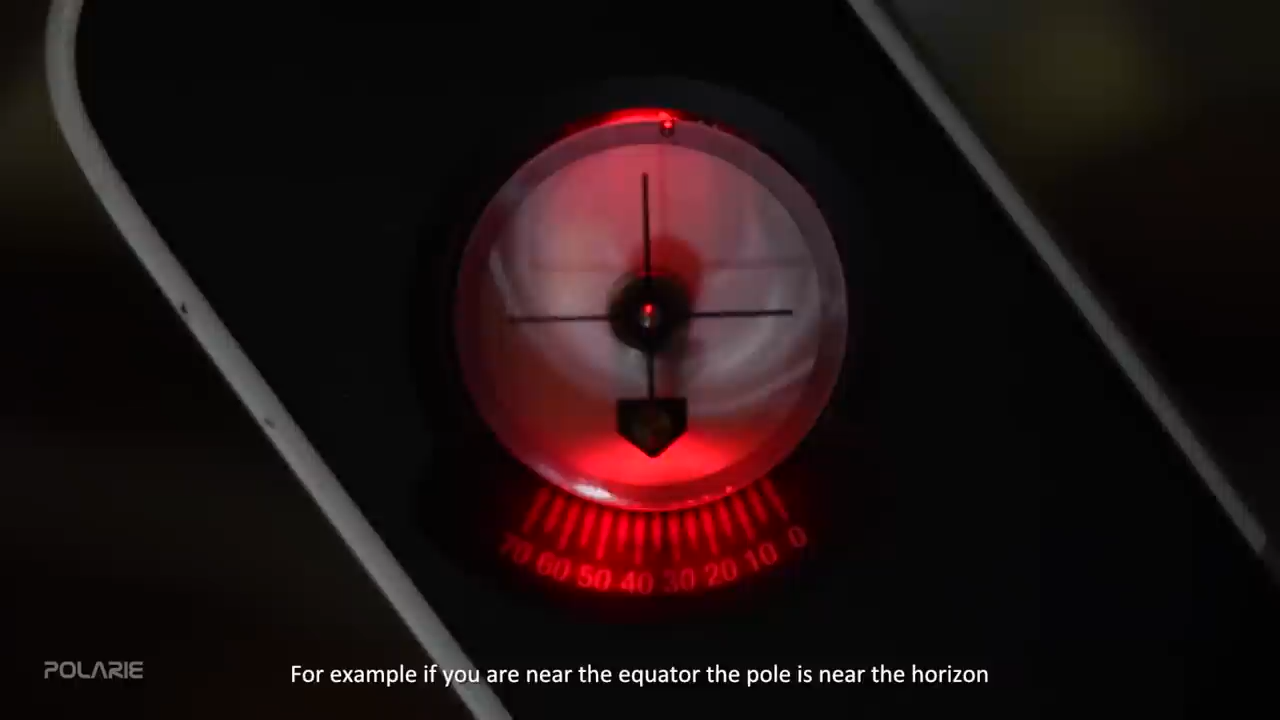 70 60 50 40 30 20 10 0
POLARIE
For example if you are near the equator the pole is near the horizon